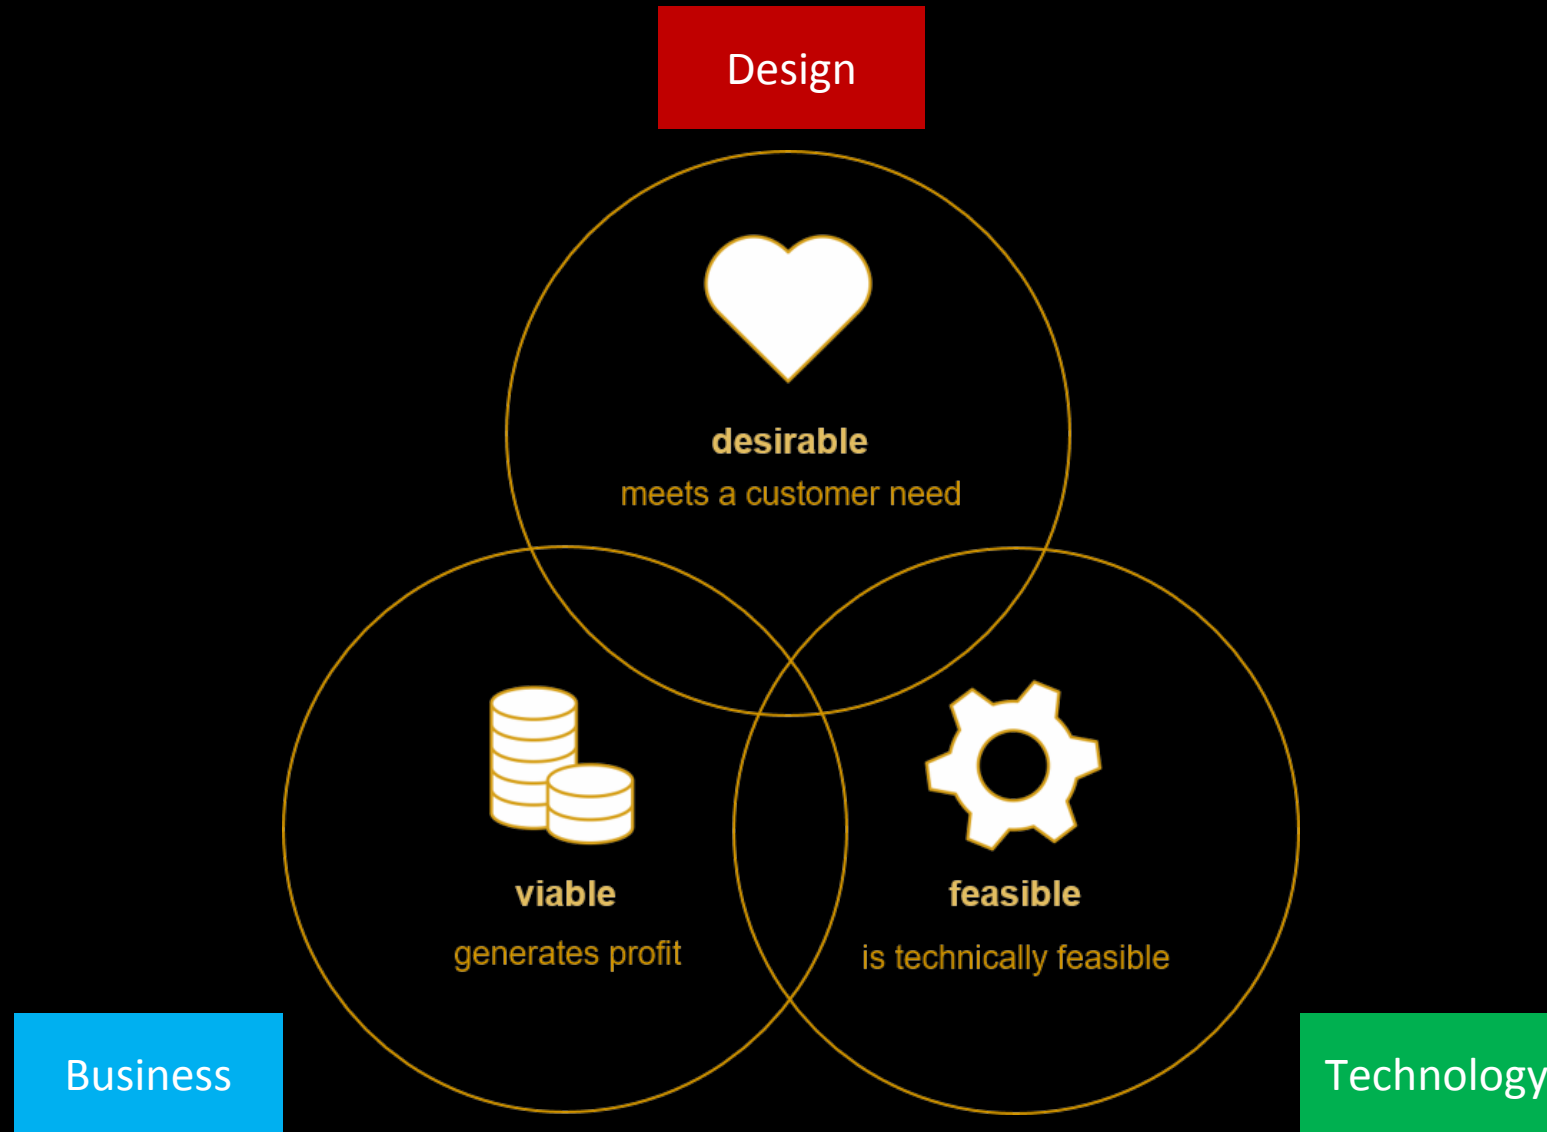 Design
desirable
meets a customer need
viable
generates profit
feasible
is technically feasible
Business
Technology